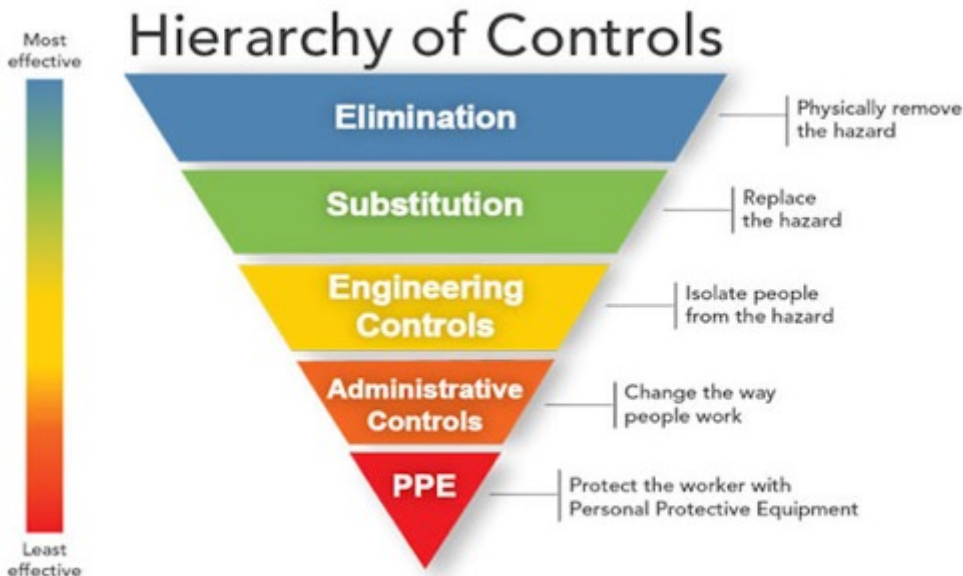 Hierarchy of Controls
Most
effective
Elimination
Physically remove
the hazard
Substitution
Replace
the hazard
Engineering
Controls
Isolate people
from the hazard
Administrative
Controls
Change the way
people work
PPE
Protect the worker with
Personal Protective Equipment
Least
effective